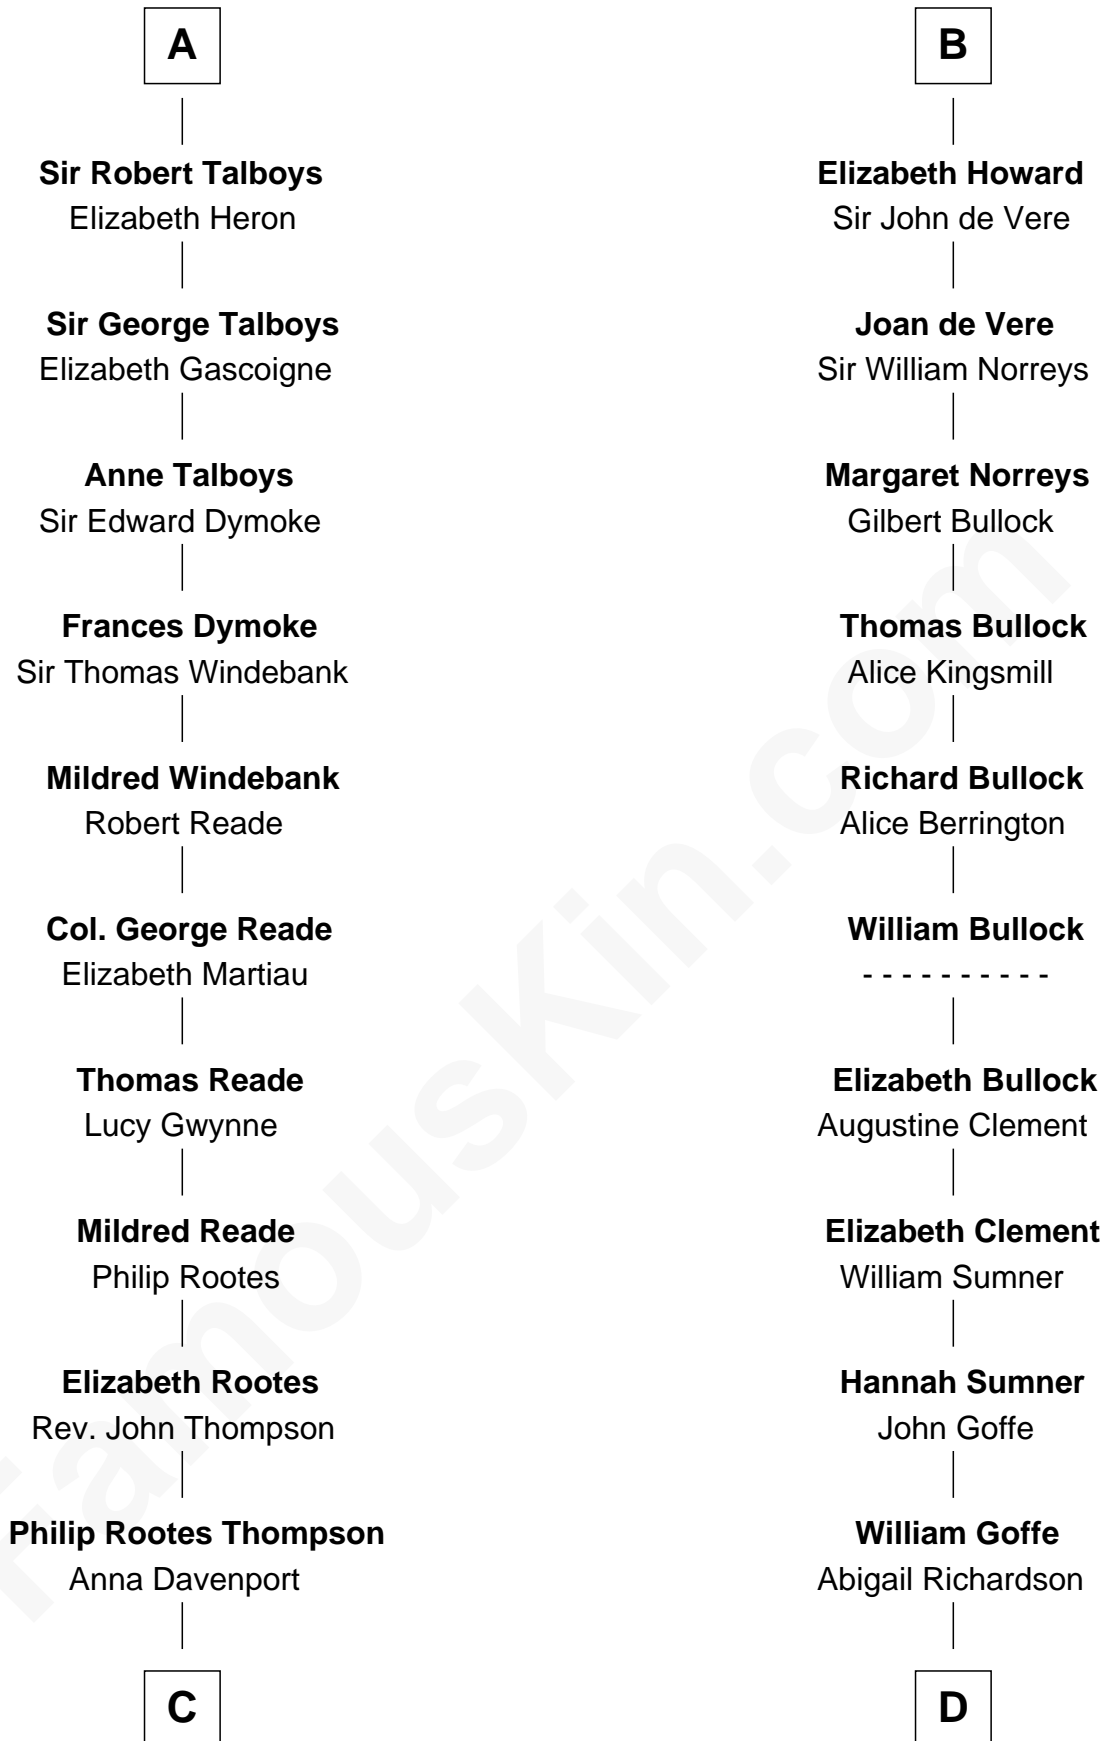 A
Sir Robert Talboys
Elizabeth Heron
Sir George Talboys
Elizabeth Gascoigne
Anne Talboys
Sir Edward Dymoke
Frances Dymoke
Sir Thomas Windebank
Mildred Windebank
Robert Reade
Col. George Reade
Elizabeth Martiau
Thomas Reade
Lucy Gwynne
Mildred Reade
Philip Rootes
Elizabeth Rootes
Rev. John Thompson
Philip Rootes Thompson
Anna Davenport
C
B
Elizabeth Howard
Sir John de Vere
Joan de Vere
Sir William Norreys
Margaret Norreys
Gilbert Bullock
Thomas Bullock
Alice Kingsmill
Richard Bullock
Alice Berrington
William Bullock
- - - - - - - - - -
Elizabeth Bullock
Augustine Clement
Elizabeth Clement
William Sumner
Hannah Sumner
John Goffe
William Goffe
Abigail Richardson
D
FamousKin.com